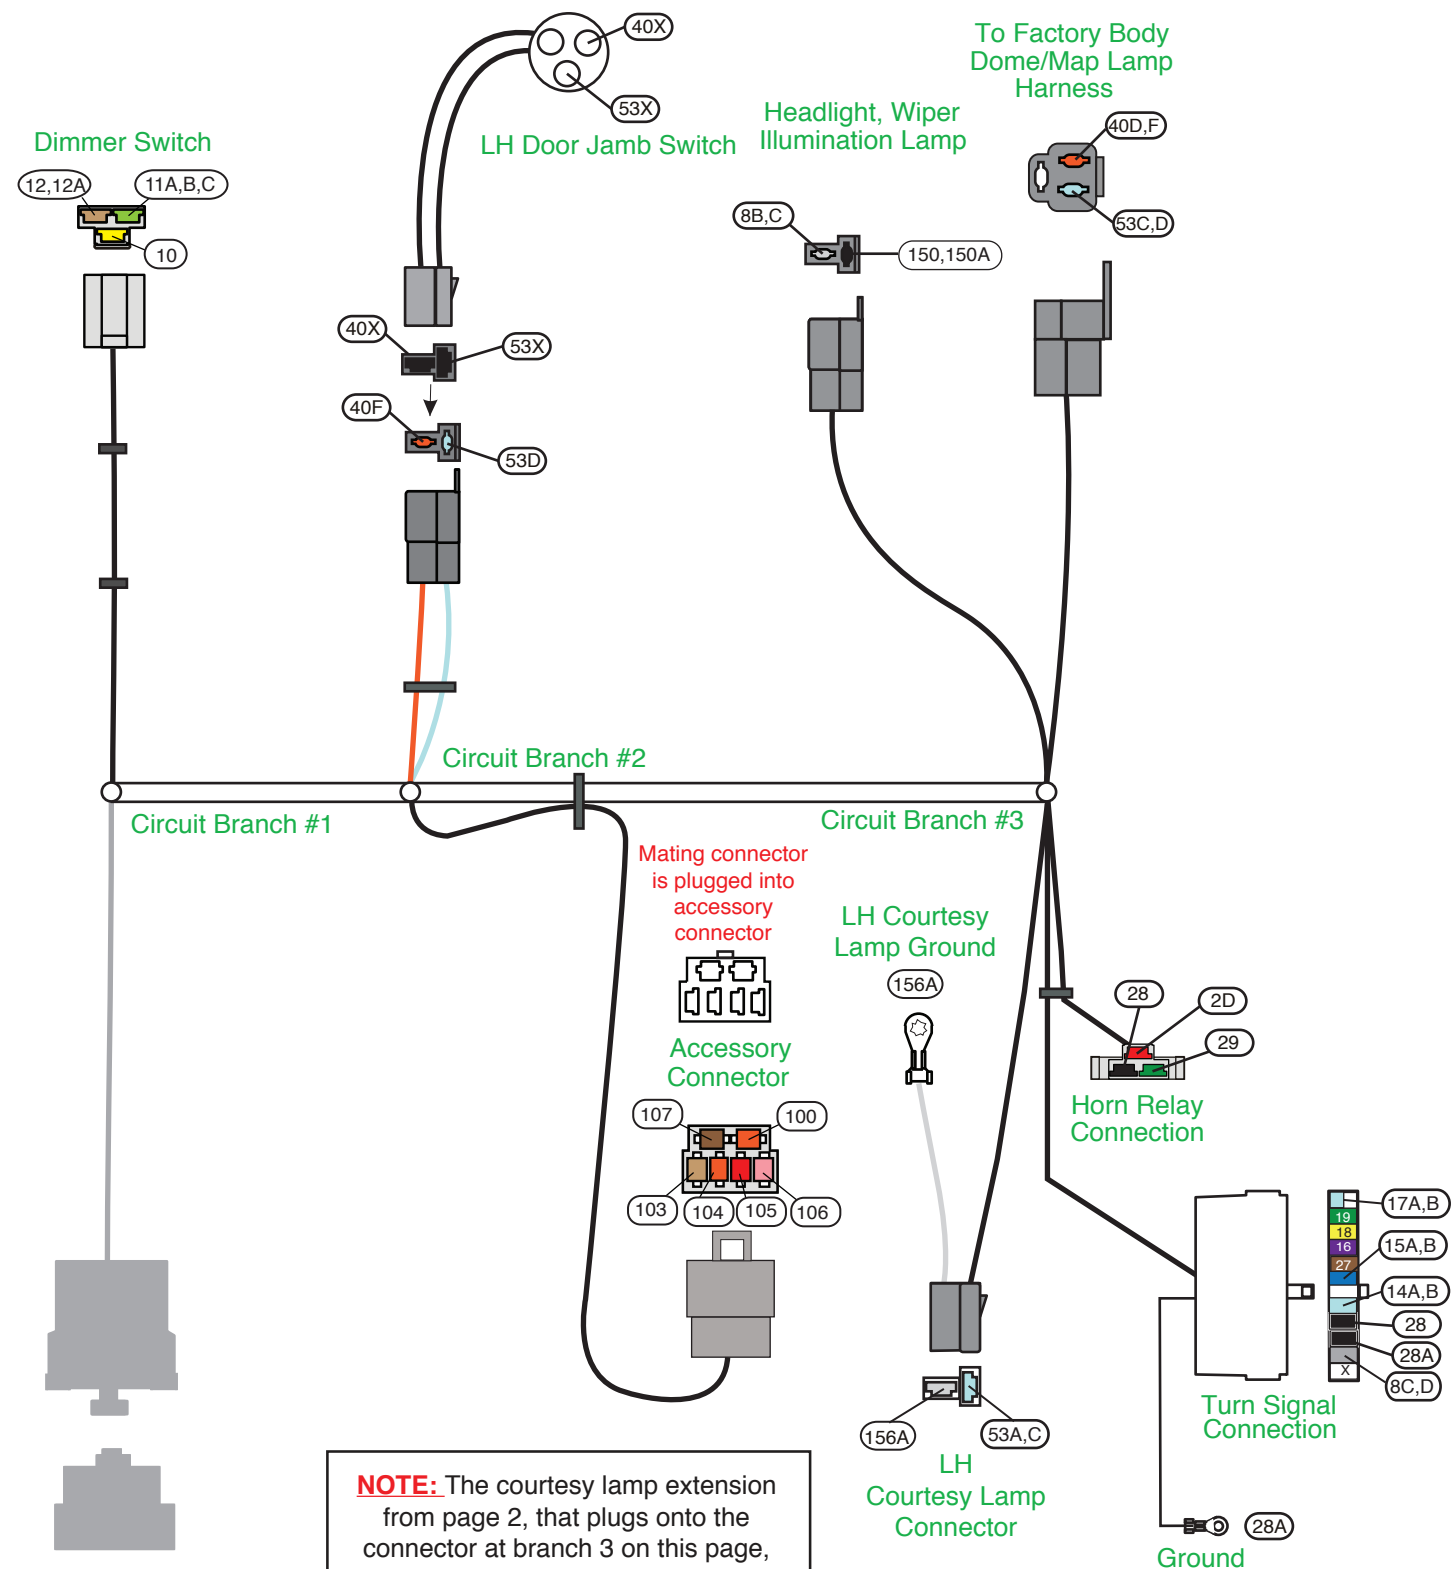 40X
53X
LH Door Jamb Switch
To Factory Body
Dome/Map Lamp
Harness
40D,F
53C,D
Headlight, Wiper
Illumination Lamp
8B,C
150,150A
Dimmer Switch
12,12A
11A,B,C
10
40X
53X
40F
53D
Circuit Branch #2
Circuit Branch #1
Circuit Branch #3
Mating connector
is plugged into
accessory
connector
Accessory
Connector
107
100
103
104
105
106
LH Courtesy
Lamp Ground
156A
28
2D
29
Horn Relay
Connection
17A,B
19
18
16
27
15A,B
14A,B
28
28A
X
8C,D
Turn Signal
Connection
156A
53A,C
LH
Courtesy Lamp
Connector
28A
Ground
NOTE: The courtesy lamp extension
from page 2, that plugs onto the
connector at branch 3 on this page,